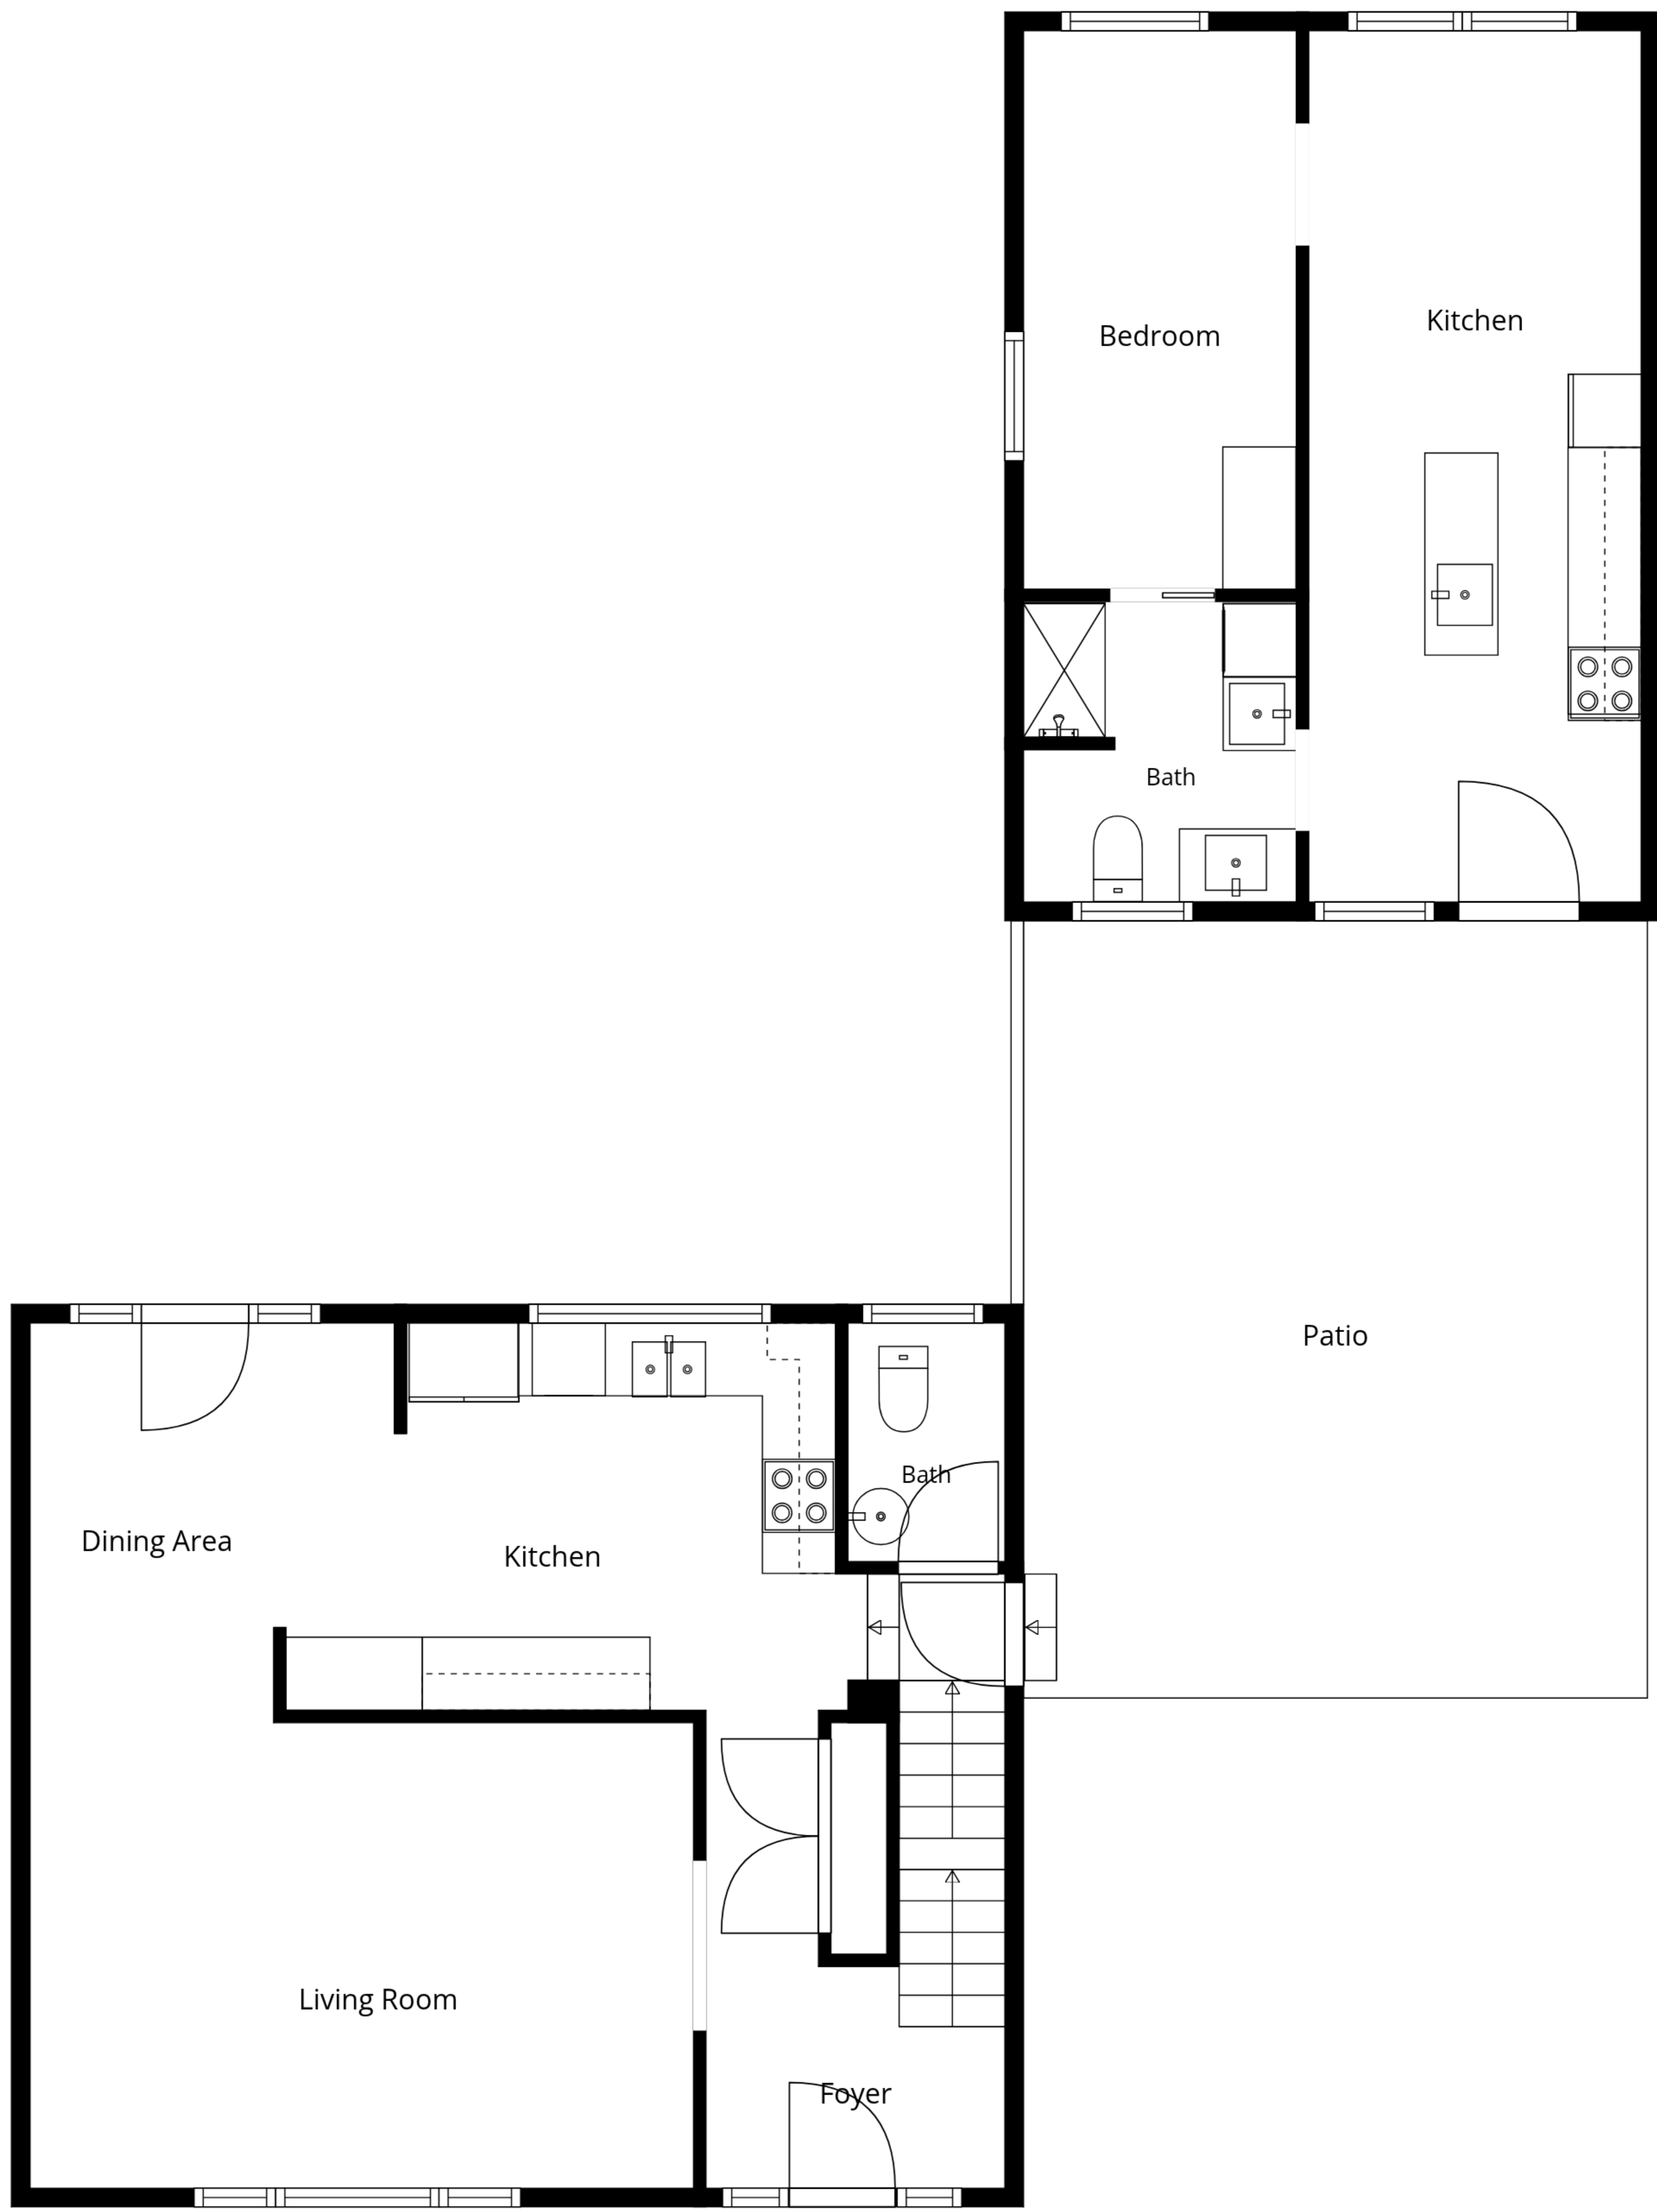 Kitchen
Bedroom
Bath
Patio
Bath
Dining Area
Kitchen
Living Room
Foyer